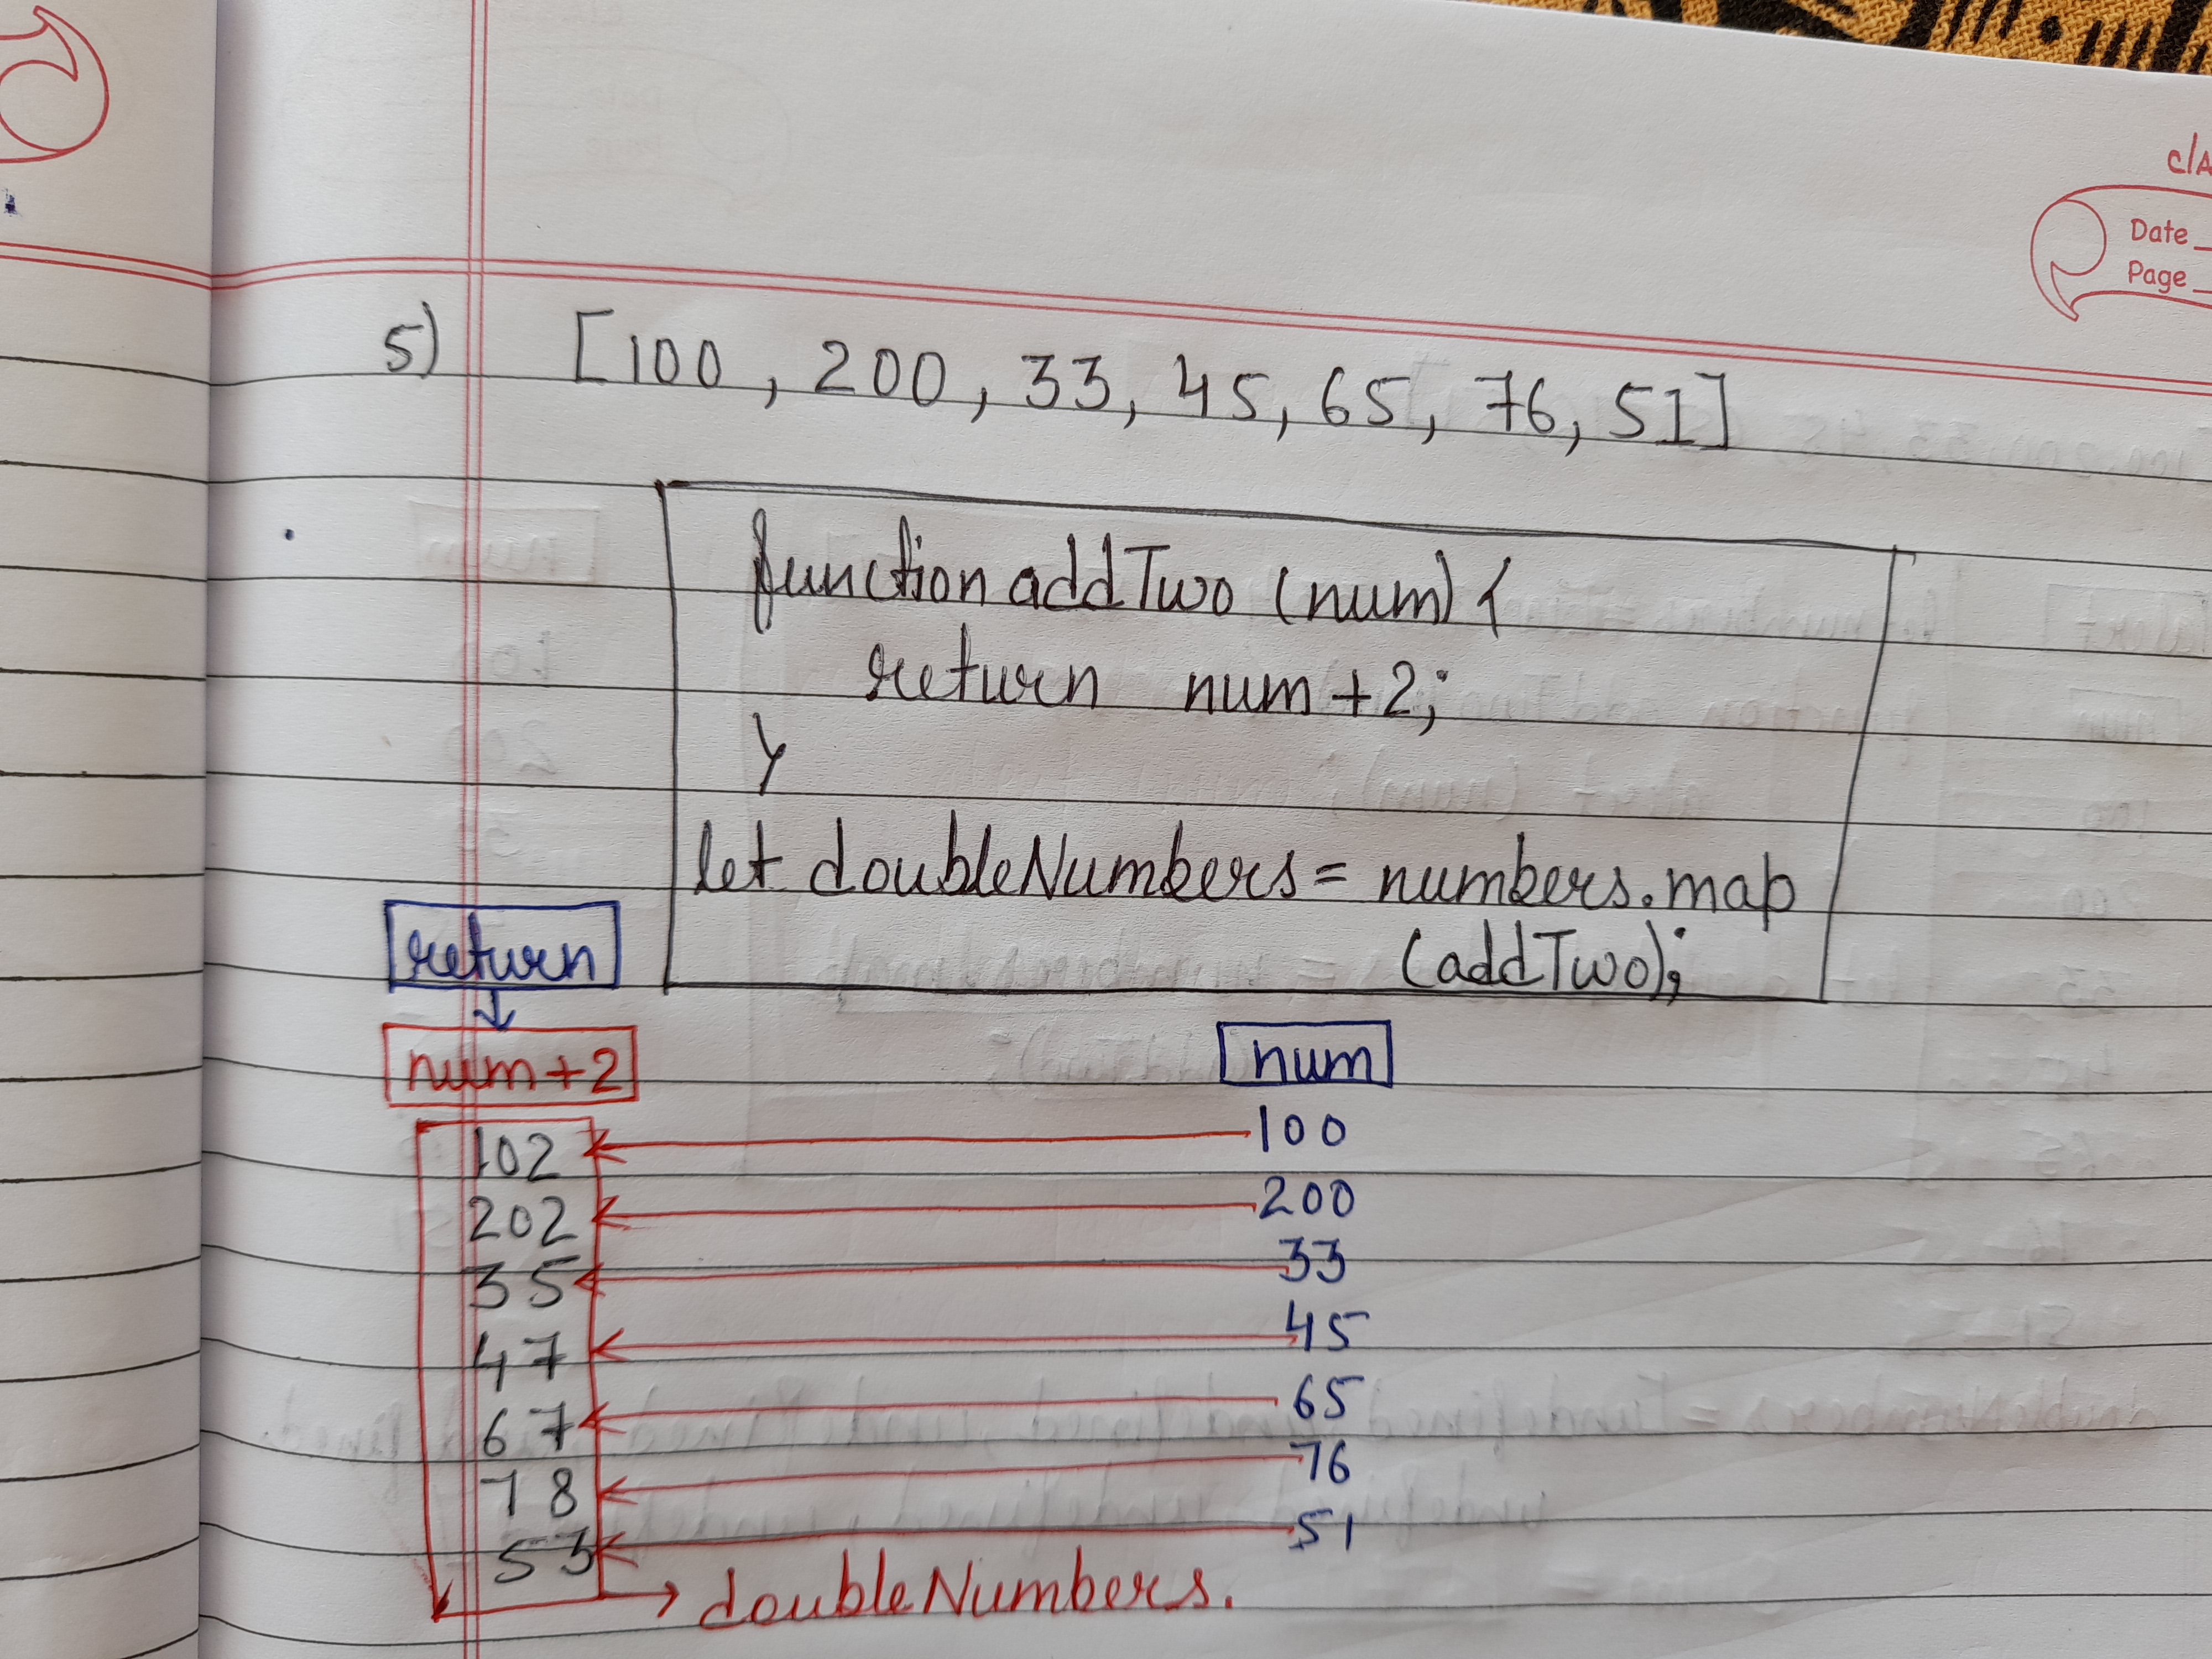 5) [100, 200, 33, 45, 65, 76, 51]
function addTwo (num) {
return num+2;
}
let doubleNumbers = numbers.map
(addTwo);
return
↓
num+2
num
102 100
202 200
35 33
47 45
67 65
78 76
53 51
→ doubleNumbers.
Date
Page